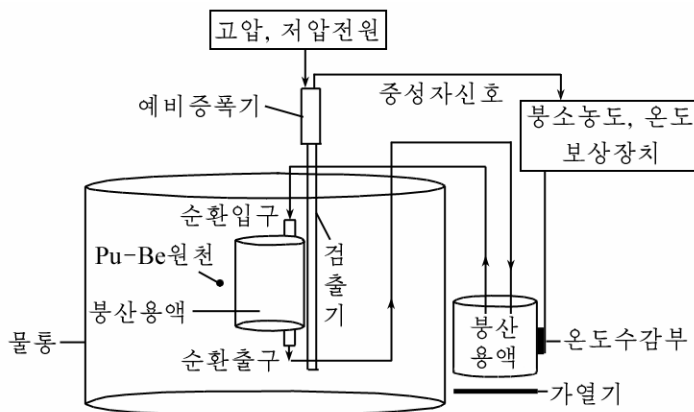 고압, 저압전원
예비증폭기
중성자신호
붕소농도, 온도
보상장치
순환입구
검출기
Pu-Be원천
붕산용액
물통
순환출구
붕산
용액
온도수감부
가열기